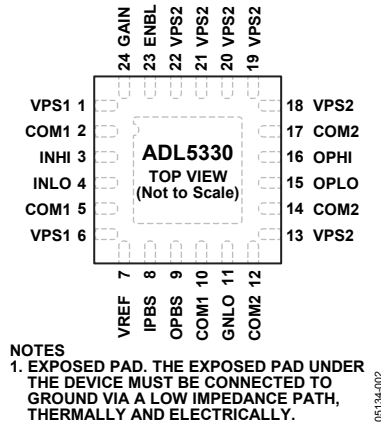 24 GAIN
23 ENBL
22 VPS2
21 VPS2
20 VPS2
19 VPS2
VPS1 1
COM1 2
INHI 3
INLO 4
COM1 5
VPS1 6
ADL5330
TOP VIEW
(Not to Scale)
18 VPS2
17 COM2
16 OPHI
15 OPLO
14 COM2
13 VPS2
VREF 7
IPBS 8
OPBS 9
COM1 10
GNLO 11
COM2 12
NOTES
1. EXPOSED PAD. THE EXPOSED PAD UNDER
THE DEVICE MUST BE CONNECTED TO
GROUND VIA A LOW IMPEDANCE PATH,
THERMALLY AND ELECTRICALLY.
05134-002